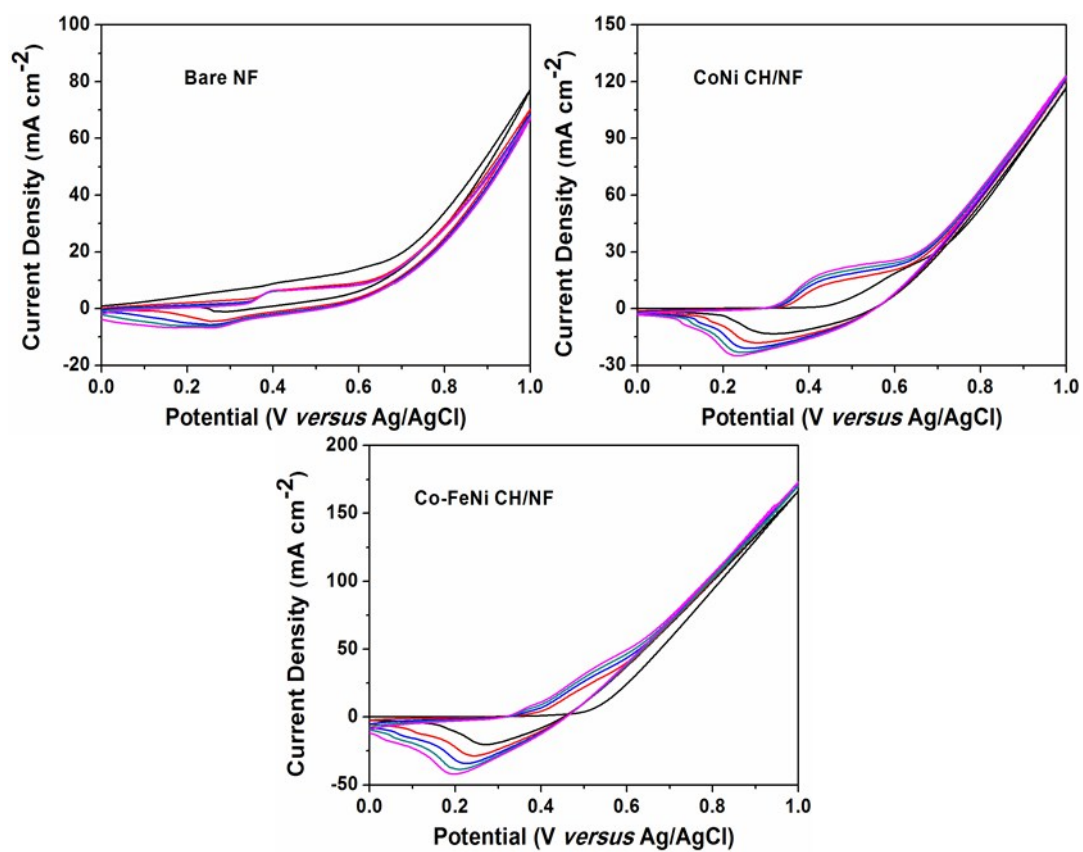 Bare NF
Current Density (mA cm-2)
100
80
60
40
20
0
-20
0.0 0.2 0.4 0.6 0.8 1.0
Potential (V versus Ag/AgCl)
CoNi CH/NF
Current Density (mA cm-2)
150
120
90
60
30
0
-30
0.0 0.2 0.4 0.6 0.8 1.0
Potential (V versus Ag/AgCl)
Co-FeNi CH/NF
Current Density (mA cm-2)
200
150
100
50
0
-50
0.0 0.2 0.4 0.6 0.8 1.0
Potential (V versus Ag/AgCl)